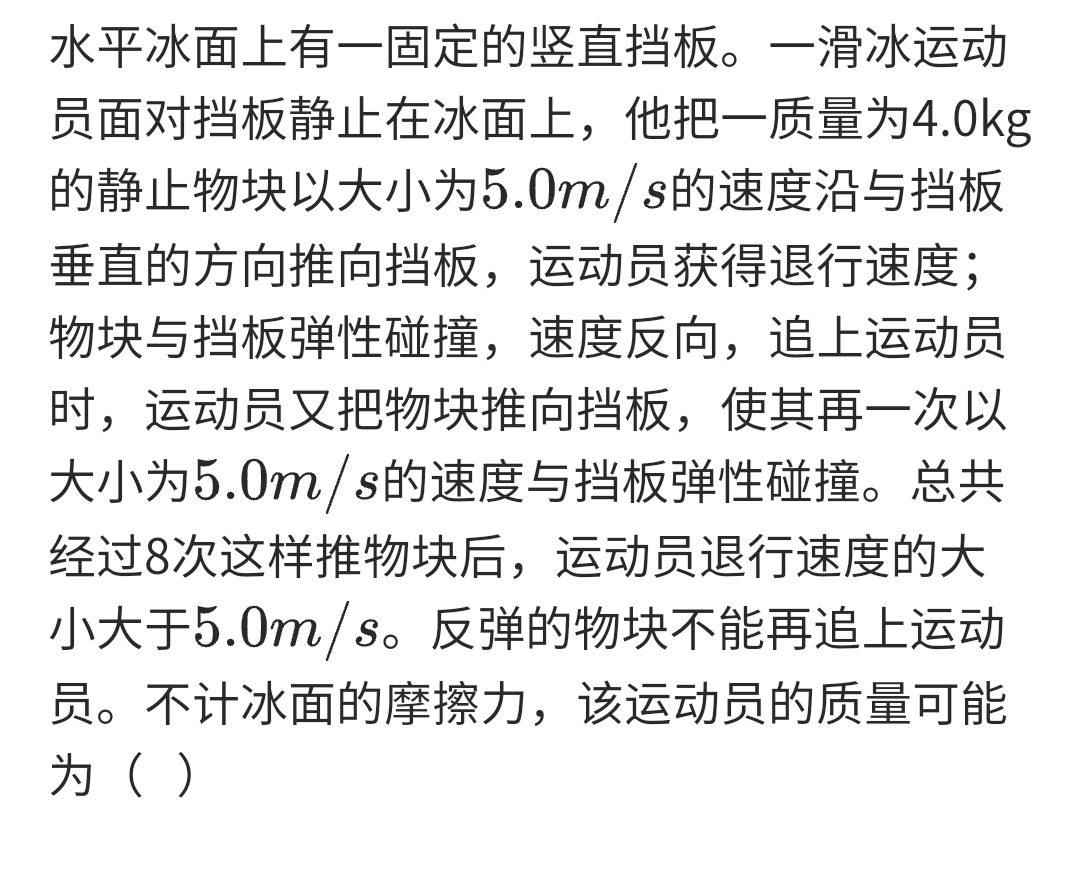 水平冰面上有一固定的竖直挡板。一滑冰运动
员面对挡板静止在冰面上，他把一质量为4.0kg
的静止物块以大小为5.0m/s的速度沿与挡板
垂直的方向推向挡板，运动员获得退行速度；
物块与挡板弹性碰撞，速度反向，追上运动员
时，运动员又把物块推向挡板，使其再一次以
大小为5.0m/s的速度与挡板弹性碰撞。总共
经过8次这样推物块后，运动员退行速度的大
小大于5.0m/s。反弹的物块不能再追上运动
员。不计冰面的摩擦力，该运动员的质量可能
为（ ）